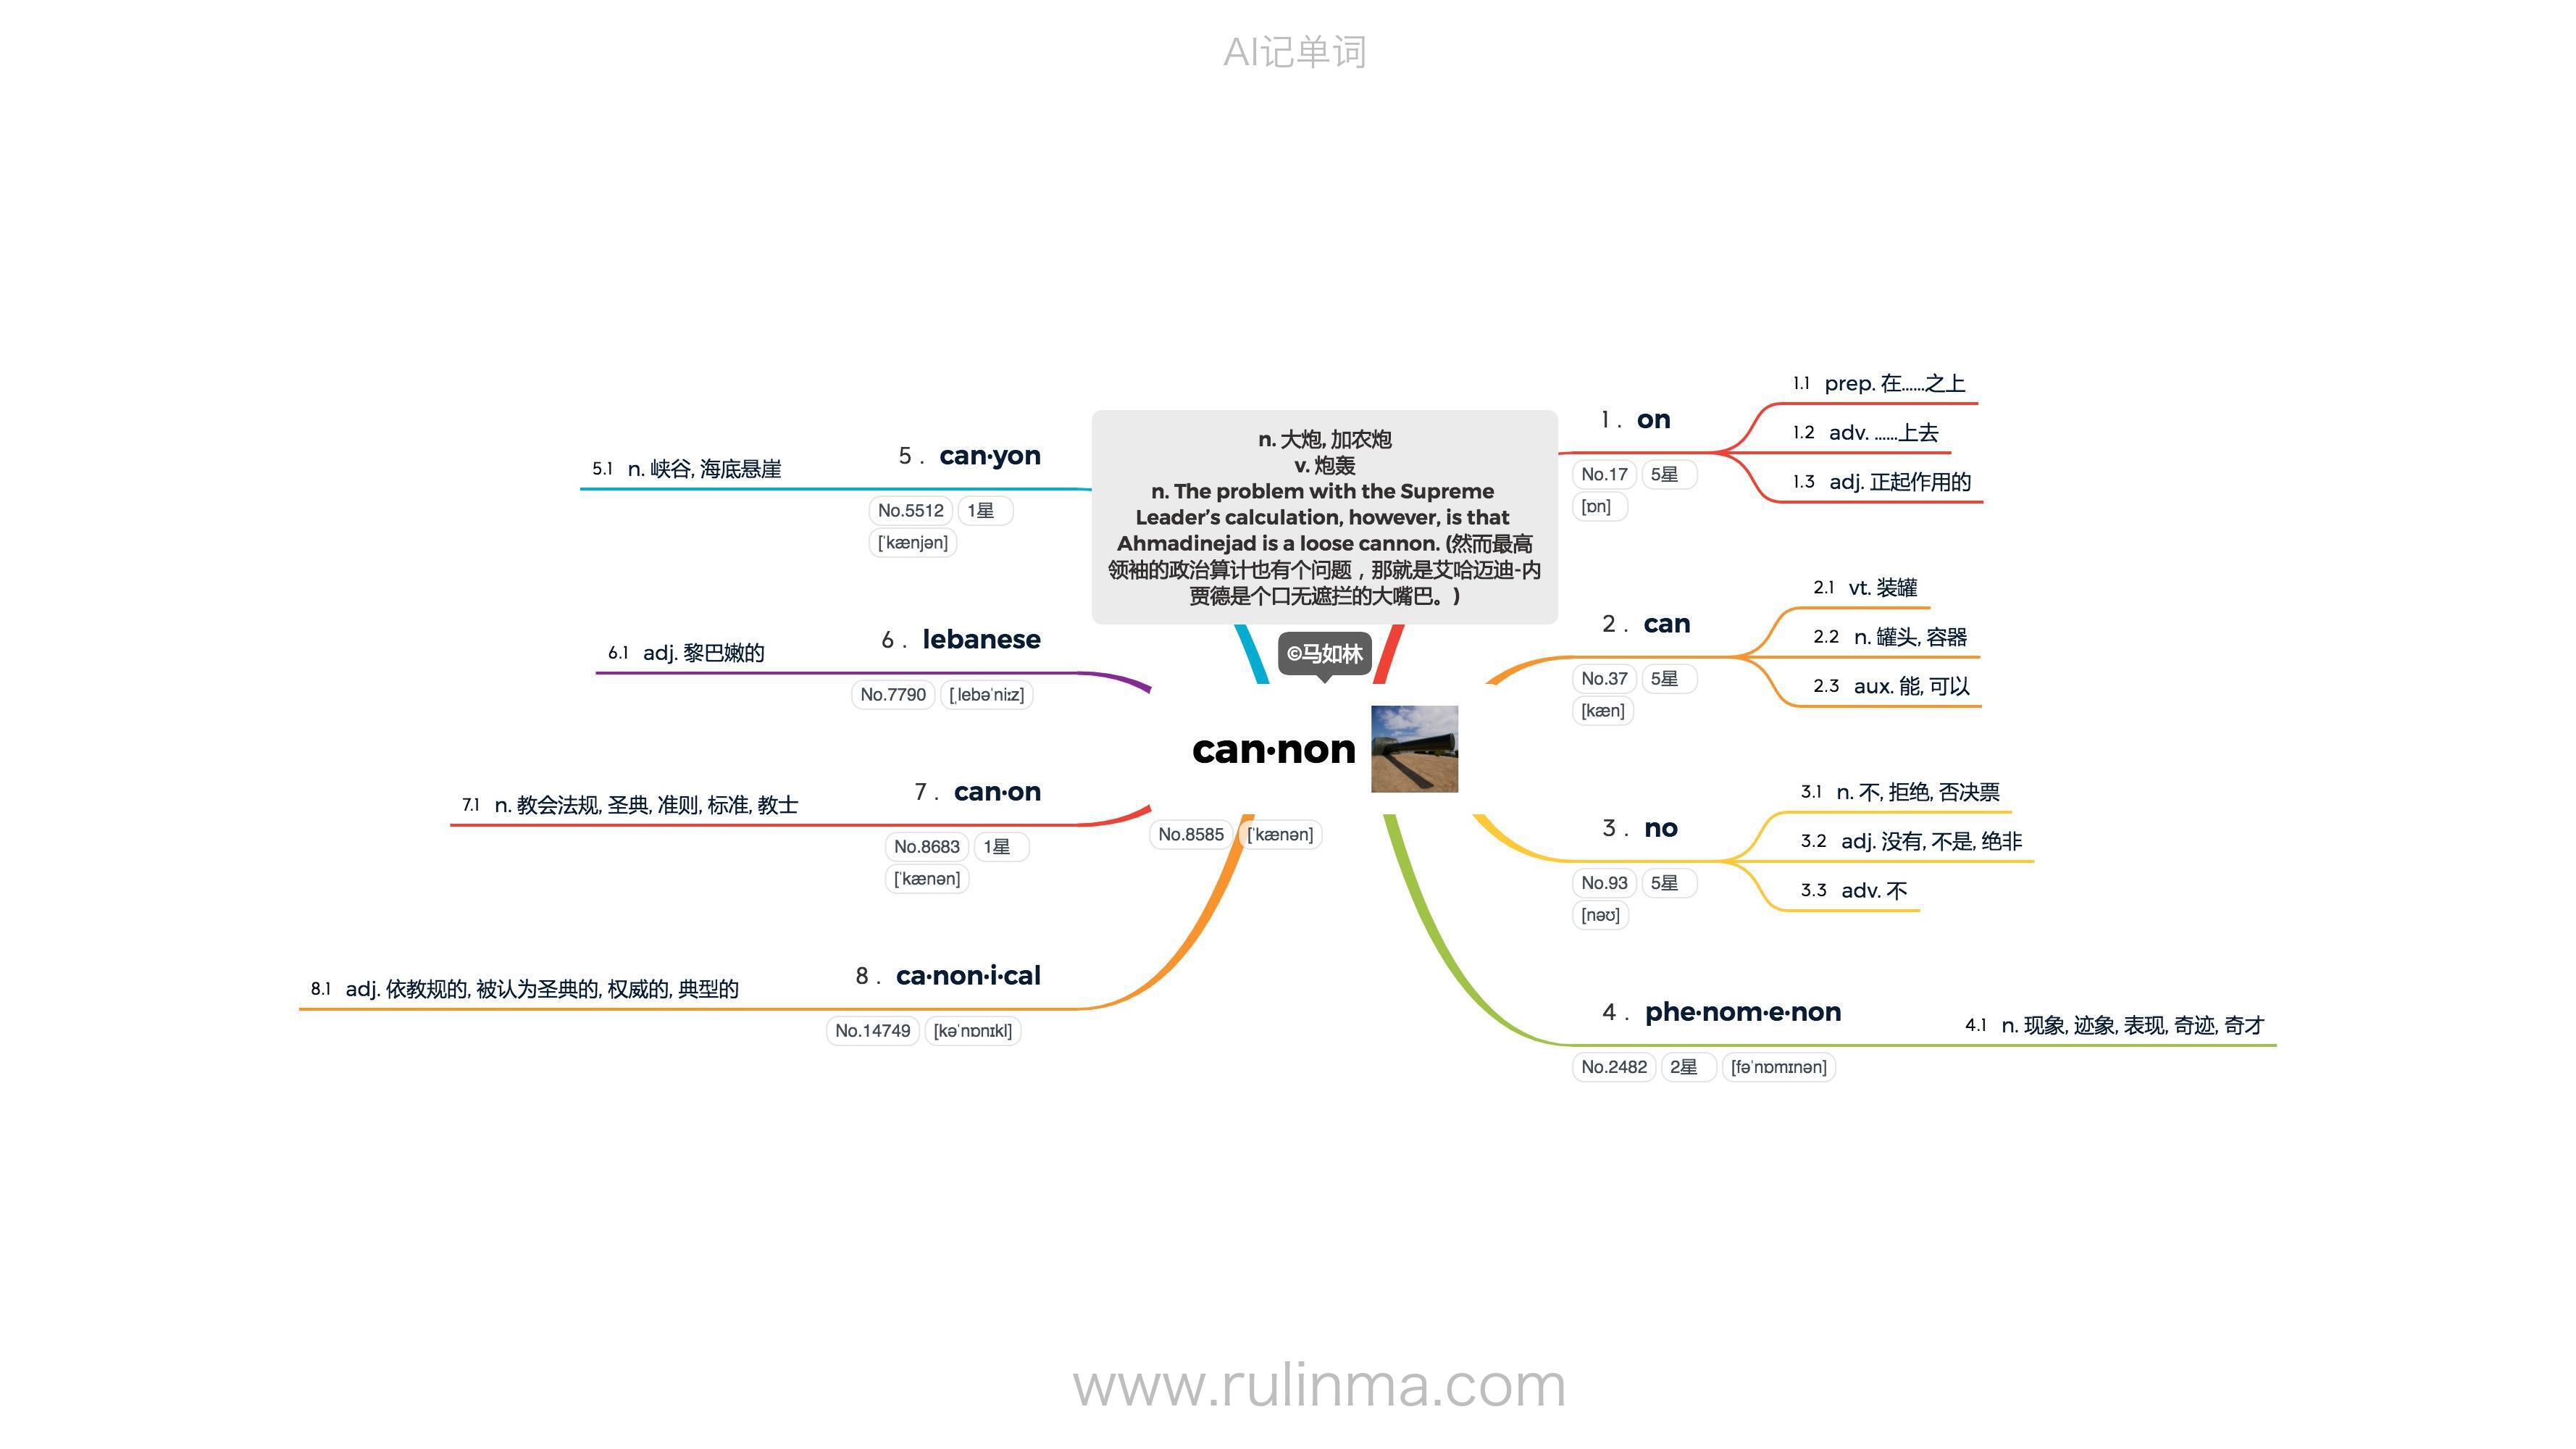 AI记单词
n. 大炮, 加农炮
v. 炮轰
n. The problem with the Supreme
Leader’s calculation, however, is that
Ahmadinejad is a loose cannon. (然而最高
领袖的政治算计也有个问题，那就是艾哈迈迪-内
贾德是个口无遮拦的大嘴巴。)
©马如林
can·non
No.8585 [ˈkænən]
1. on
No.17 5星
[ɒn]
1.1 prep. 在……之上
1.2 adv. ……上去
1.3 adj. 正起作用的
2. can
No.37 5星
[kæn]
2.1 vt. 装罐
2.2 n. 罐头, 容器
2.3 aux. 能, 可以
3. no
No.93 5星
[nəʊ]
3.1 n. 不, 拒绝, 否决票
3.2 adj. 没有, 不是, 绝非
3.3 adv. 不
4. phe·nom·e·non
No.2482 2星 [fəˈnɒmɪnən]
4.1 n. 现象, 迹象, 表现, 奇迹, 奇才
5. can·yon
No.5512 1星
[ˈkænjən]
5.1 n. 峡谷, 海底悬崖
6. lebanese
No.7790 [ˌlebəˈniːz]
6.1 adj. 黎巴嫩的
7. can·on
No.8683 1星
[ˈkænən]
7.1 n. 教会法规, 圣典, 准则, 标准, 教士
8. ca·non·i·cal
No.14749 [kəˈnɒnɪkl]
8.1 adj. 依教规的, 被认为圣典的, 权威的, 典型的
www.rulinma.com